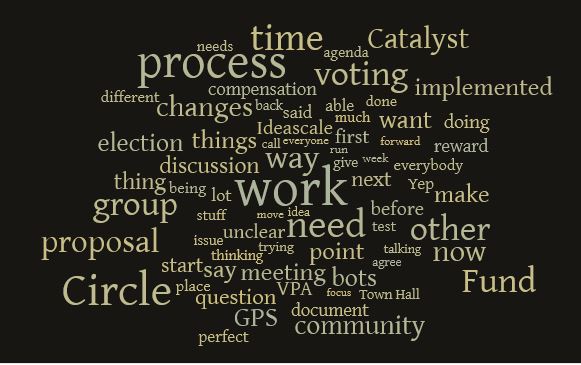 needs time Catalyst
process agenda
voting
compensation implemented
different changes back said able done
Ideascale much want doing
election things call everyone first forward reward
discussion way run give week everybody
thing being lot work next Yep make
group stuff move idea need before
test other
proposal issue unclear trying point talking now
thinking agree
start say meeting bots
Circle place question VPA focus Town Hall Fund
GPS document
community
perfect